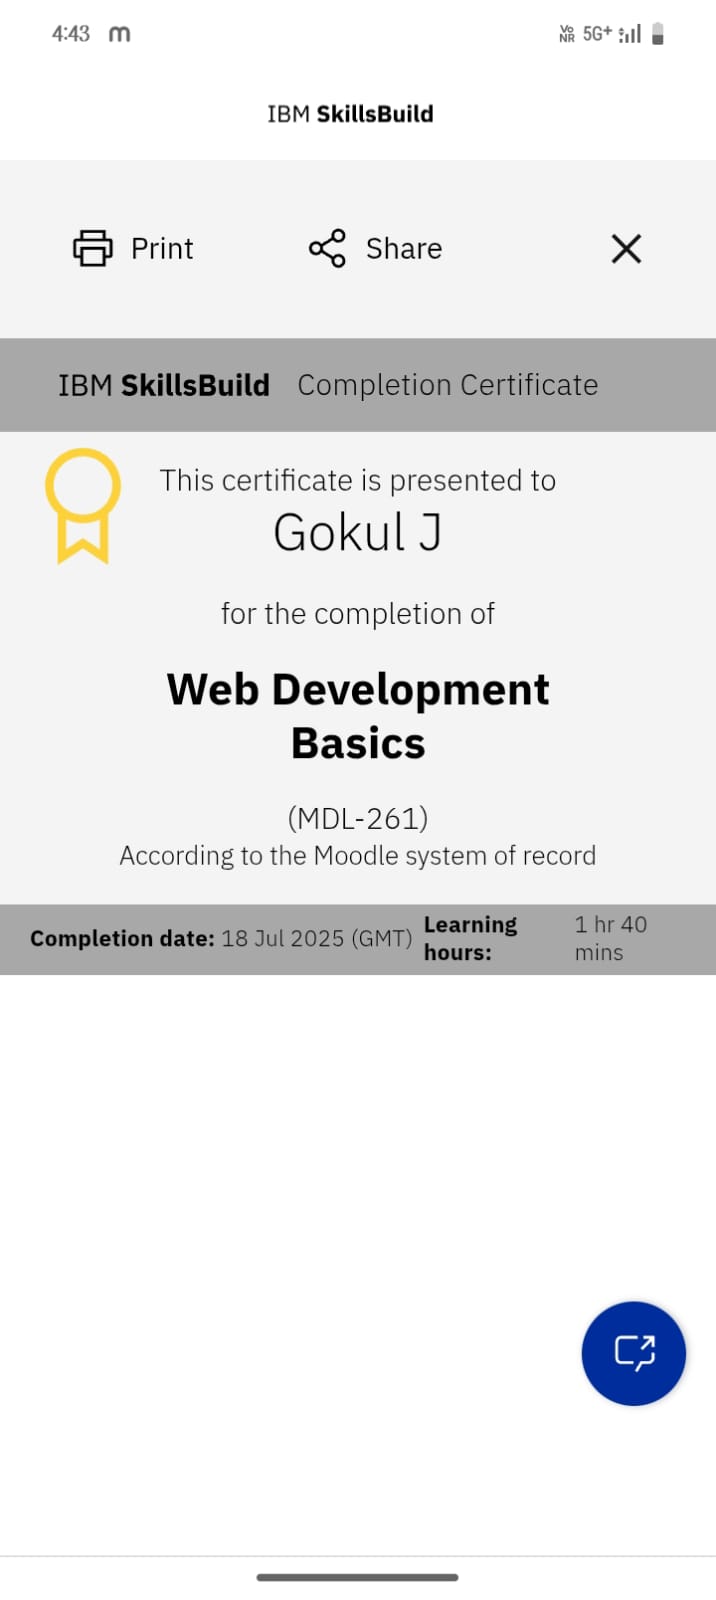 4:43 m Vo NR 5G+
IBM SkillsBuild
Print Share
IBM SkillsBuild Completion Certificate
This certificate is presented to
Gokul J
for the completion of
Web Development
Basics
(MDL-261)
According to the Moodle system of record
Completion date: 18 Jul 2025 (GMT) Learning hours: 1 hr 40 mins